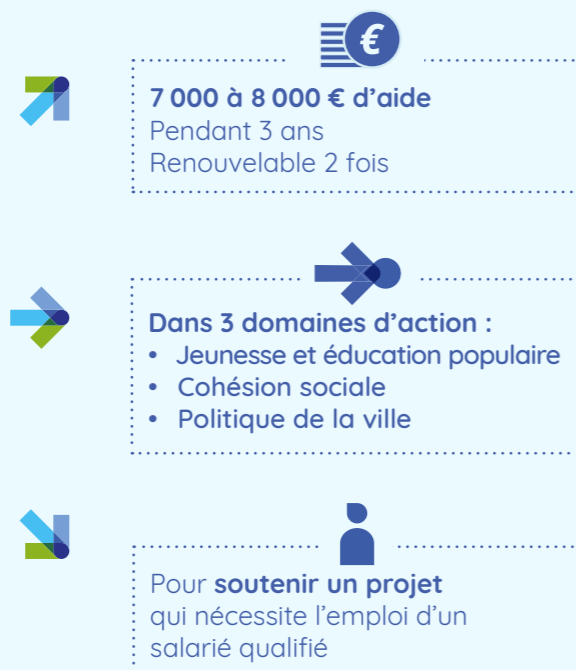 €
7 000 à 8 000 € d’aide
Pendant 3 ans
Renouvelable 2 fois
Dans 3 domaines d’action :
• Jeunesse et éducation populaire
• Cohésion sociale
• Politique de la ville
Pour soutenir un projet
qui nécessite l’emploi d’un
salarié qualifié